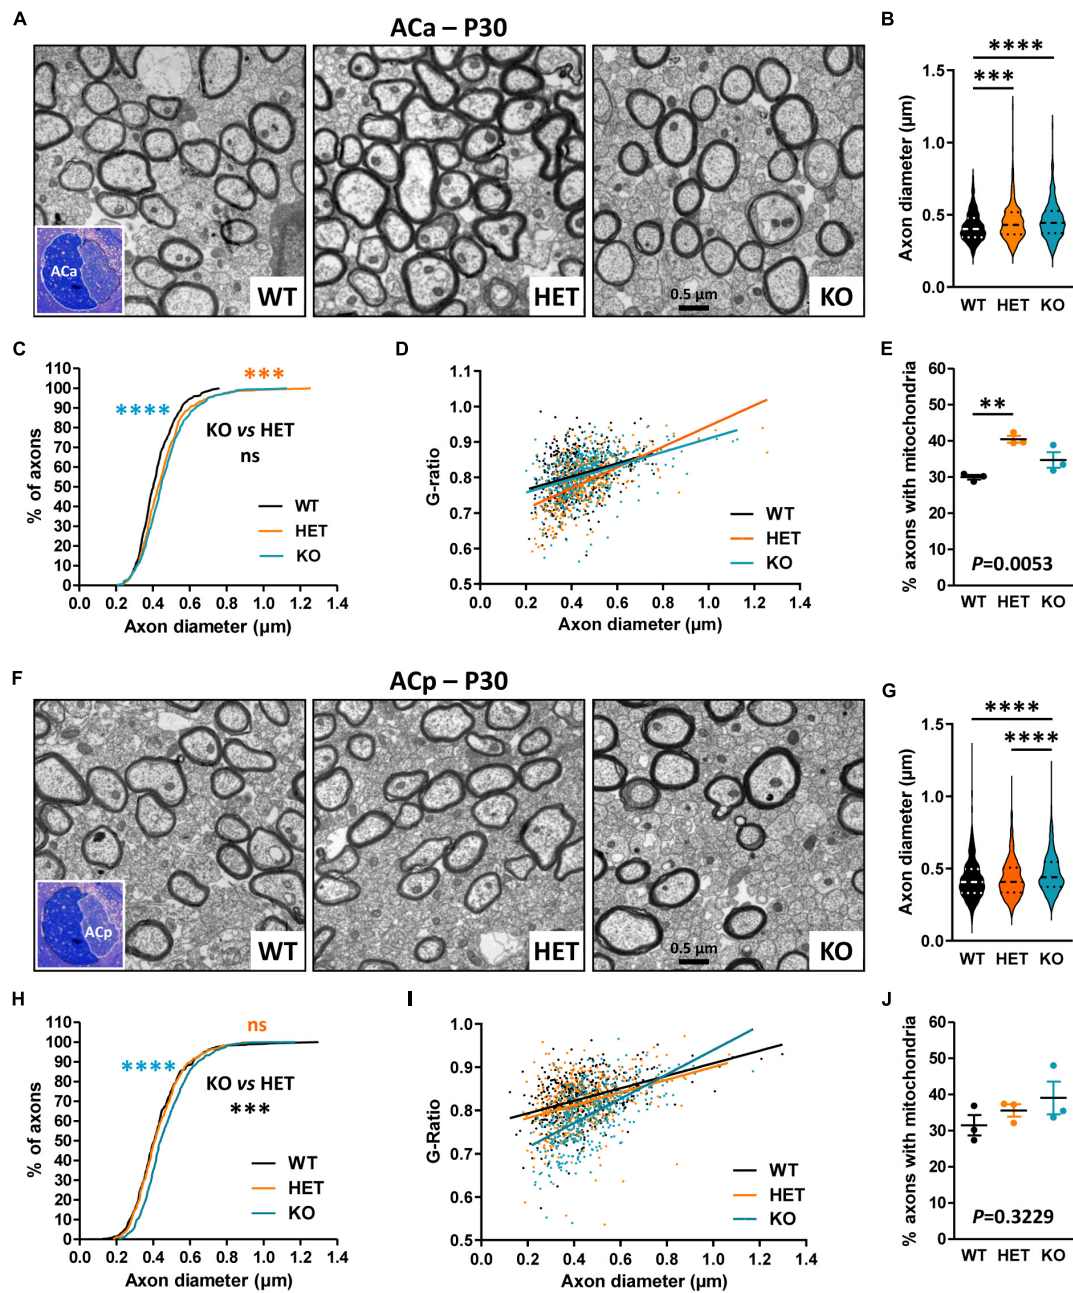 A
ACa – P30
ACa
WT
HET
0.5 µm
KO
B
****
***
Axon diameter (µm)
1.5
1.0
0.5
0.0
WT HET KO
C
% of axons
110
100
90
80
70
60
50
40
30
20
10
0
***
****
KO vs HET
ns
WT
HET
KO
0.0 0.2 0.4 0.6 0.8 1.0 1.2 1.4
Axon diameter (µm)
D
G-ratio
1.1
1.0
0.9
0.8
0.7
0.6
0.5
WT
HET
KO
0.0 0.2 0.4 0.6 0.8 1.0 1.2 1.4
Axon diameter (µm)
E
% axons with mitochondria
60
50
40
30
20
10
0
**
P=0.0053
WT HET KO
F
ACp – P30
ACp
WT
HET
0.5 µm
KO
G
****
****
Axon diameter (µm)
1.5
1.0
0.5
0.0
WT HET KO
H
% of axons
110
100
90
80
70
60
50
40
30
20
10
0
ns
****
KO vs HET
***
WT
HET
KO
0.0 0.2 0.4 0.6 0.8 1.0 1.2 1.4
Axon diameter (µm)
I
G-Ratio
1.0
0.9
0.8
0.7
0.6
0.5
WT
HET
KO
0.0 0.2 0.4 0.6 0.8 1.0 1.2 1.4
Axon diameter (µm)
J
% axons with mitochondria
60
50
40
30
20
10
0
P=0.3229
WT HET KO